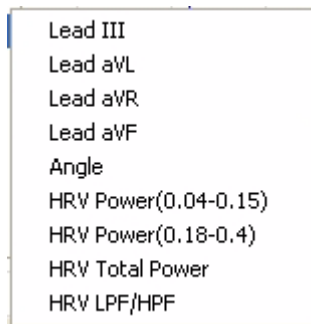 Lead III
Lead aVL
Lead aVR
Lead aVF
Angle
HRV Power(0.04-0.15)
HRV Power(0.18-0.4)
HRV Total Power
HRV LPF/HPF